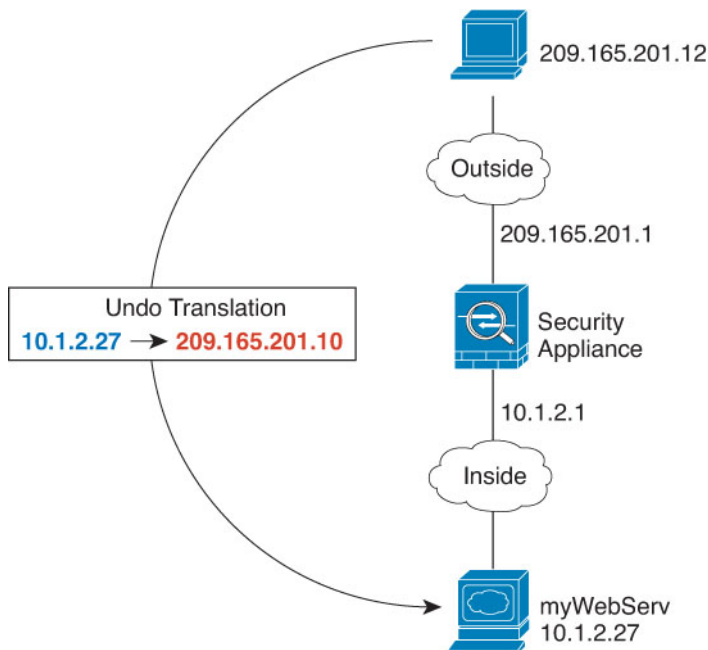 209.165.201.12
Outside
209.165.201.1
Undo Translation
10.1.2.27 → 209.165.201.10
Security
Appliance
10.1.2.1
Inside
myWebServ
10.1.2.27